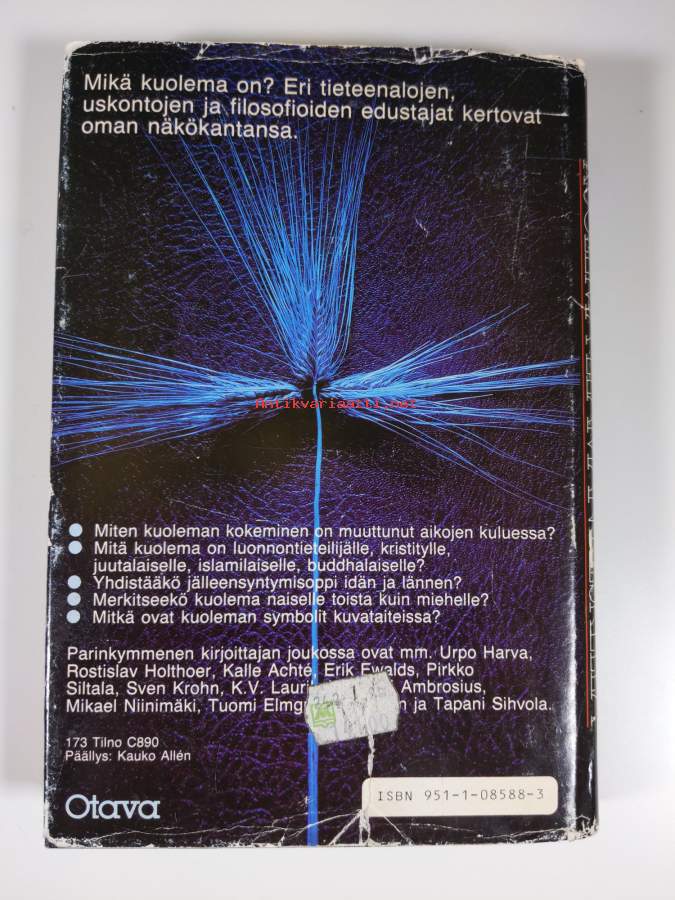 Mikä kuolema on? Eri tieteenalojen,
uskontojen ja filosofioiden edustajat kertovat
oman näkökantansa.
Antikvariaatti.net
Miten kuoleman kokeminen on muuttunut aikojen kuluessa?
Mitä kuolema on luonnontieteilijälle, kristitylle,
juutalaiselle, islamilaiselle, buddhalaiselle?
Yhdistääkö jälleensyntymisoppi idän ja lännen?
Merkitseekö kuolema naiselle toista kuin miehelle?
Mitkä ovat kuoleman symbolit kuvataiteissa?
Parinkymmenen kirjoittajan joukossa ovat mm. Urpo Harva,
Rostislav Holthoer, Kalle Achté, Erik Ewalds, Pirkko
Siltala, Sven Krohn, K.V. Ambrosius,
Mikael Niinimäki, Tuomi ja Tapani Sihvola.
173 Tilno C890
Päällys: Kauko Allén
Otava
ISBN 951-1-08588-3